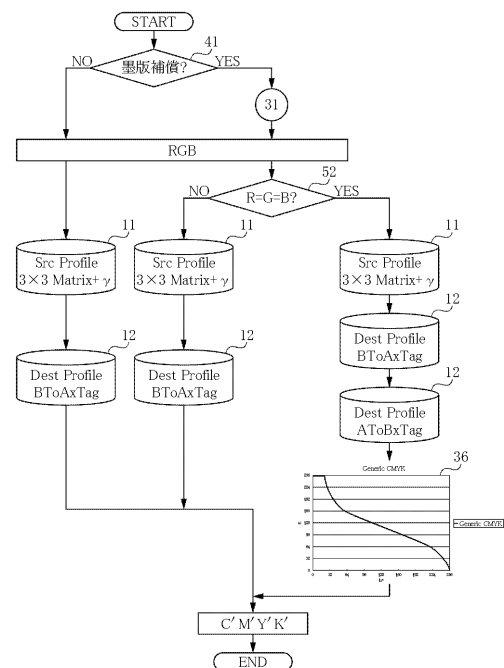 START
41
墨版補償?
NO
YES
31
RGB
52
R=G=B?
NO
YES
11
Src Profile
3×3 Matrix+γ
11
Src Profile
3×3 Matrix+γ
11
Src Profile
3×3 Matrix+γ
12
Dest Profile
BToAxTag
12
Dest Profile
BToAxTag
12
Dest Profile
BToAxTag
12
Dest Profile
AToBxTag
36
Generic CMYK
Generic CMYK
C′M′Y′K′
END